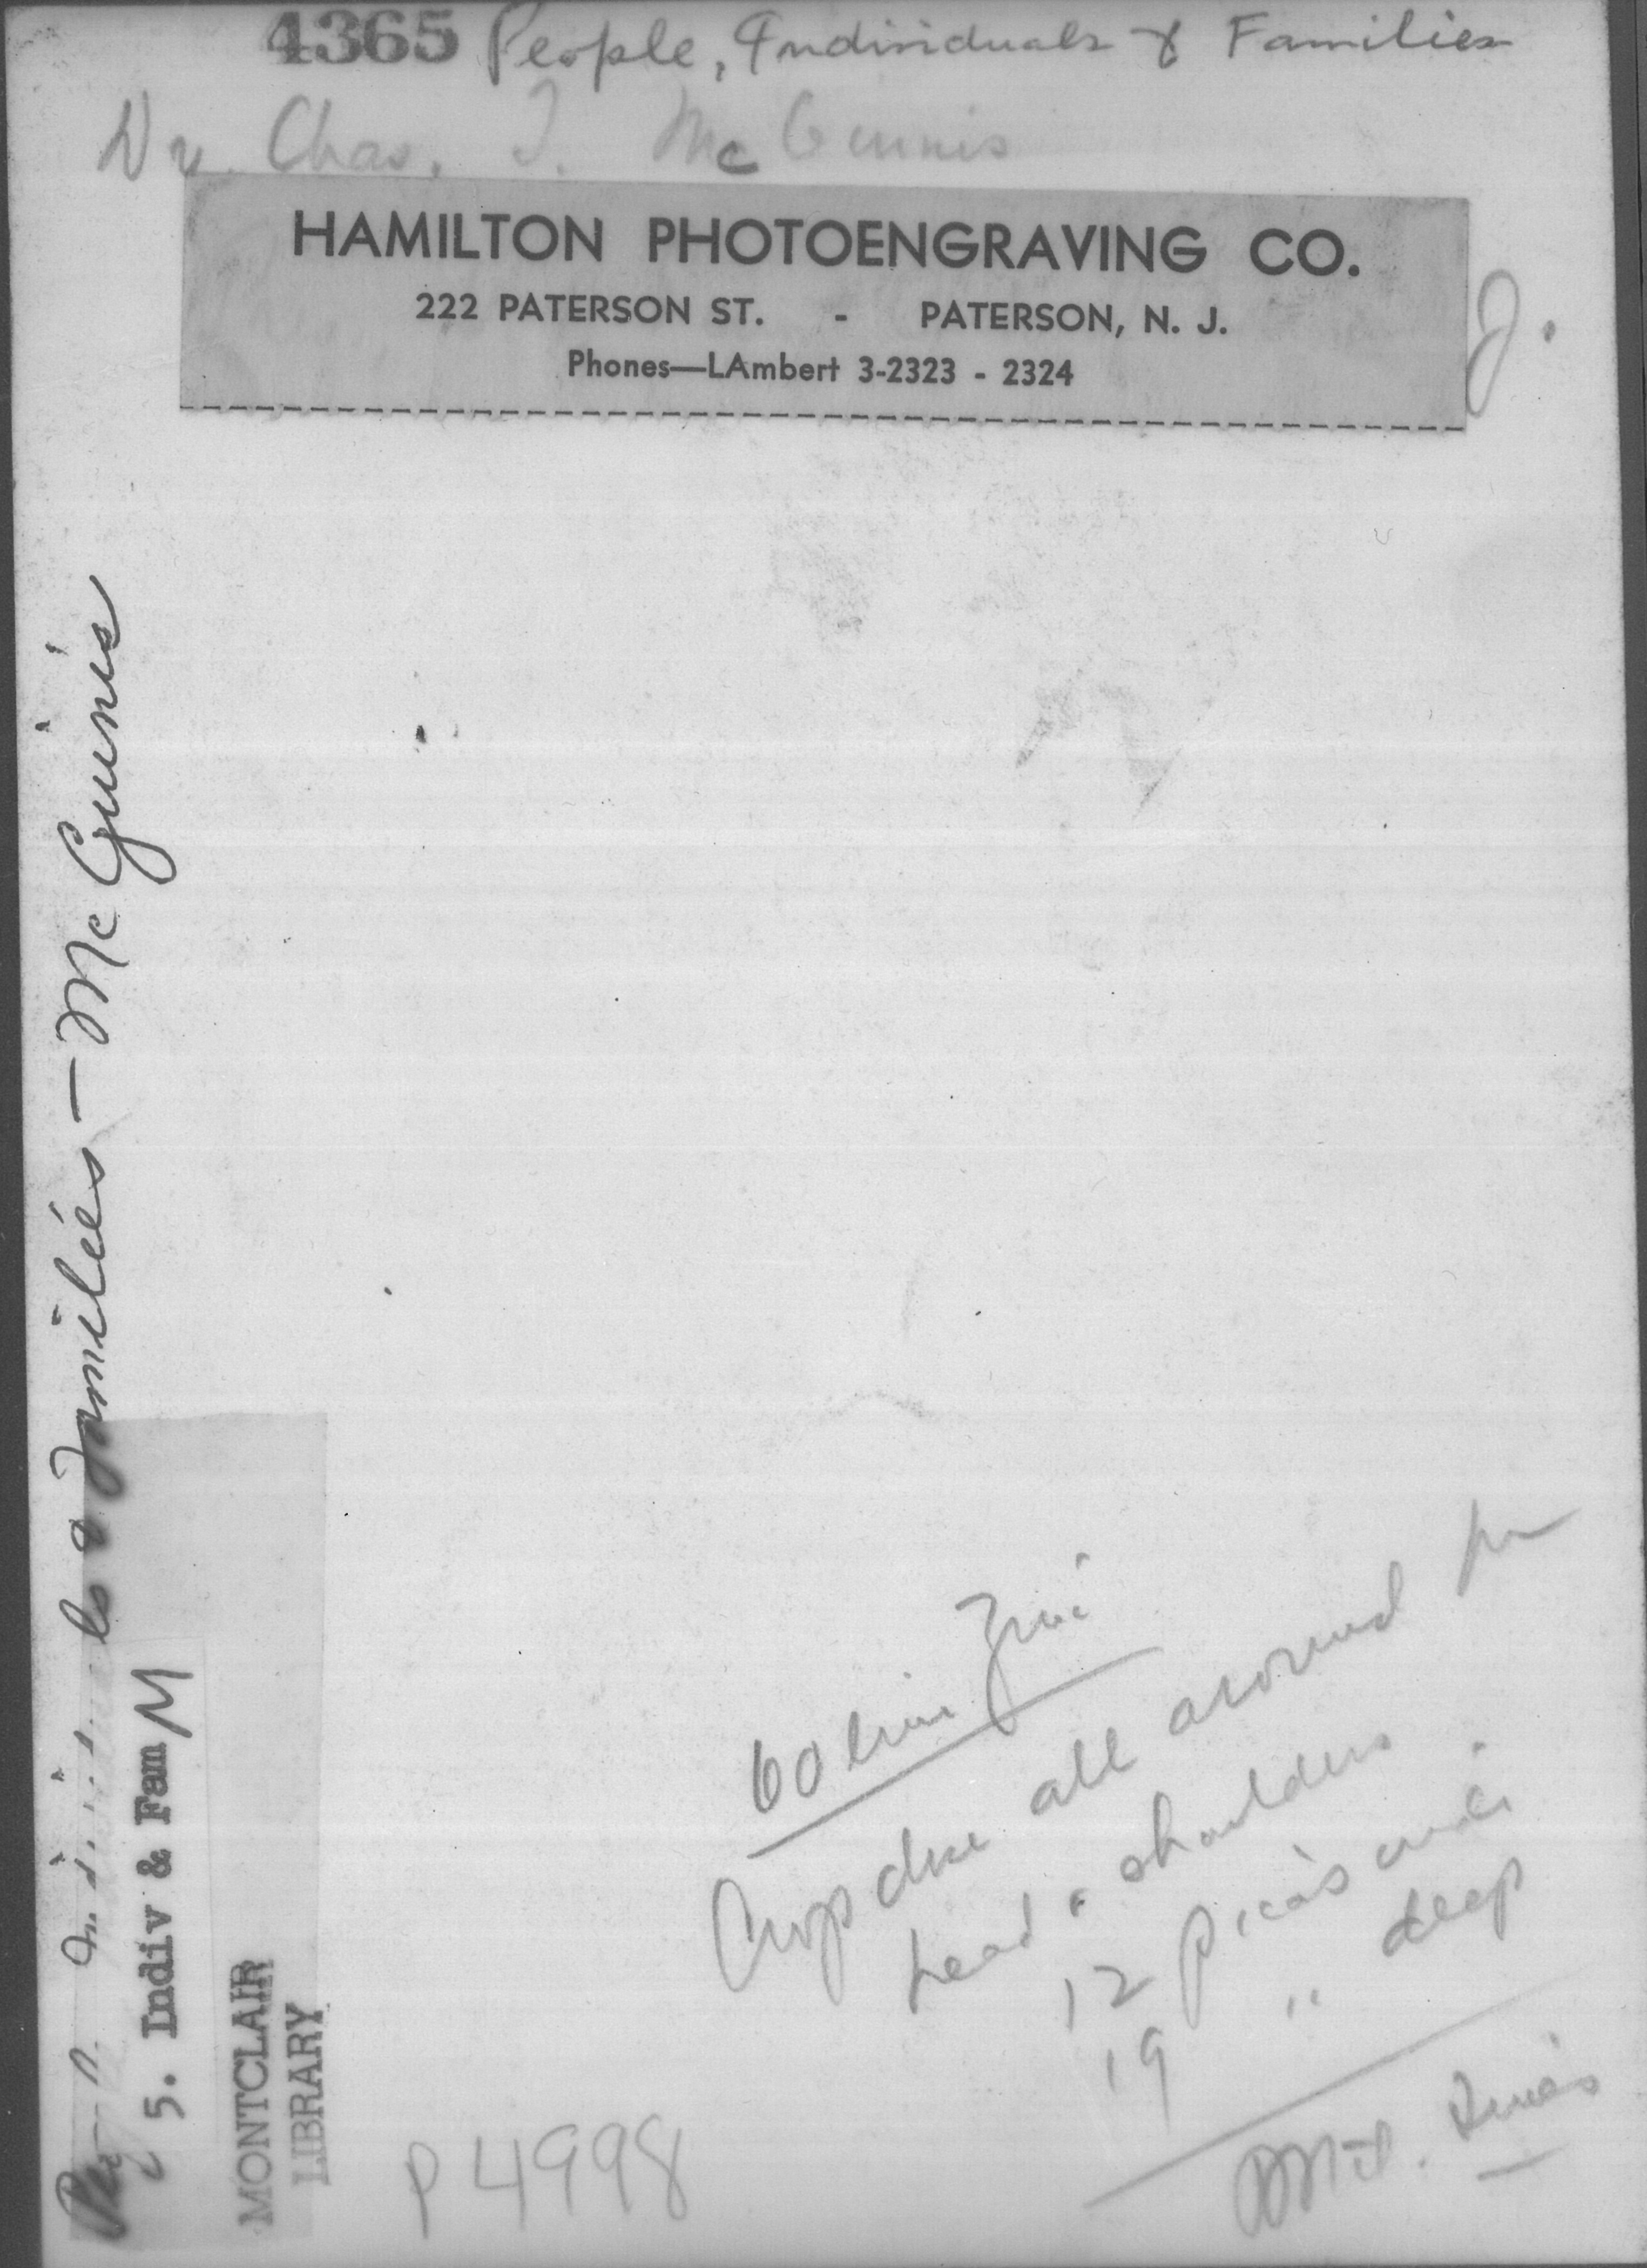 4365 People, Individuals & Families
Dr. Chas. J. McGinnis
HAMILTON PHOTOENGRAVING CO.
222 PATERSON ST. - PATERSON, N. J.
Phones—LAmbert 3-2323 - 2324
J.
Families — McGinnis
5. Indiv & Fam M
MONTCLAIR
LIBRARY
P4998
60 line Zinc
Crop close all around
head & shoulders
12 picas wide
19 " deep
Times